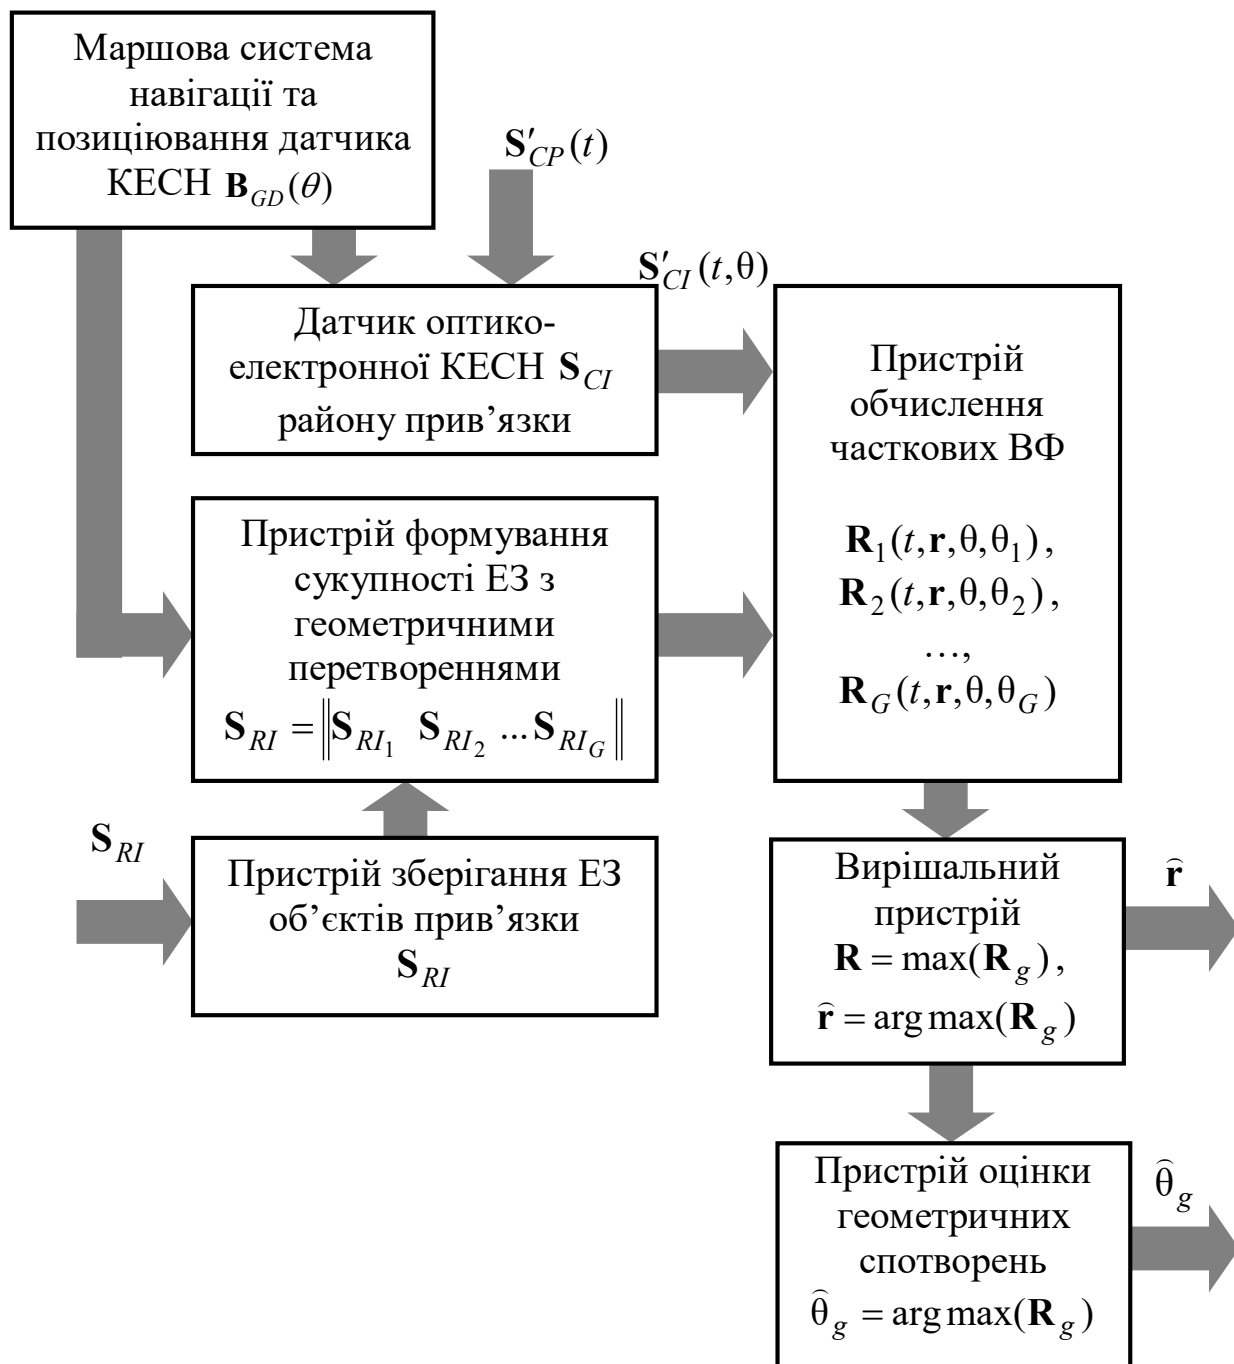 Маршова система
навігації та
позиціювання датчика
КЕСН B_GD(θ)
S′_CP(t)
S′_CI(t,θ)
Датчик оптико-
електронної КЕСН S_CI
району прив’язки
Пристрій
обчислення
часткових ВФ
R_1(t,r,θ,θ_1),
R_2(t,r,θ,θ_2),
…,
R_G(t,r,θ,θ_G)
Пристрій формування
сукупності ЕЗ з
геометричними
перетвореннями
S_RI = ‖S_RI_1 S_RI_2 ... S_RI_G‖
S_RI
Пристрій зберігання ЕЗ
об’єктів прив’язки
S_RI
Вирішальний
пристрій
R = max(R_g),
r̂ = arg max(R_g)
r̂
Пристрій оцінки
геометричних
спотворень
θ̂_g = arg max(R_g)
θ̂_g